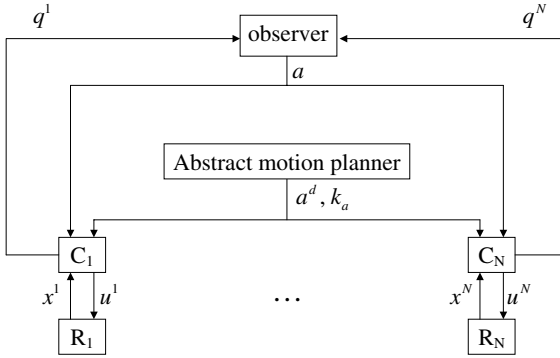 q^1 q^N
observer
a
Abstract motion planner
a^d, k_a
C_1 C_N
x^1 u^1 ... x^N u^N
R_1 R_N